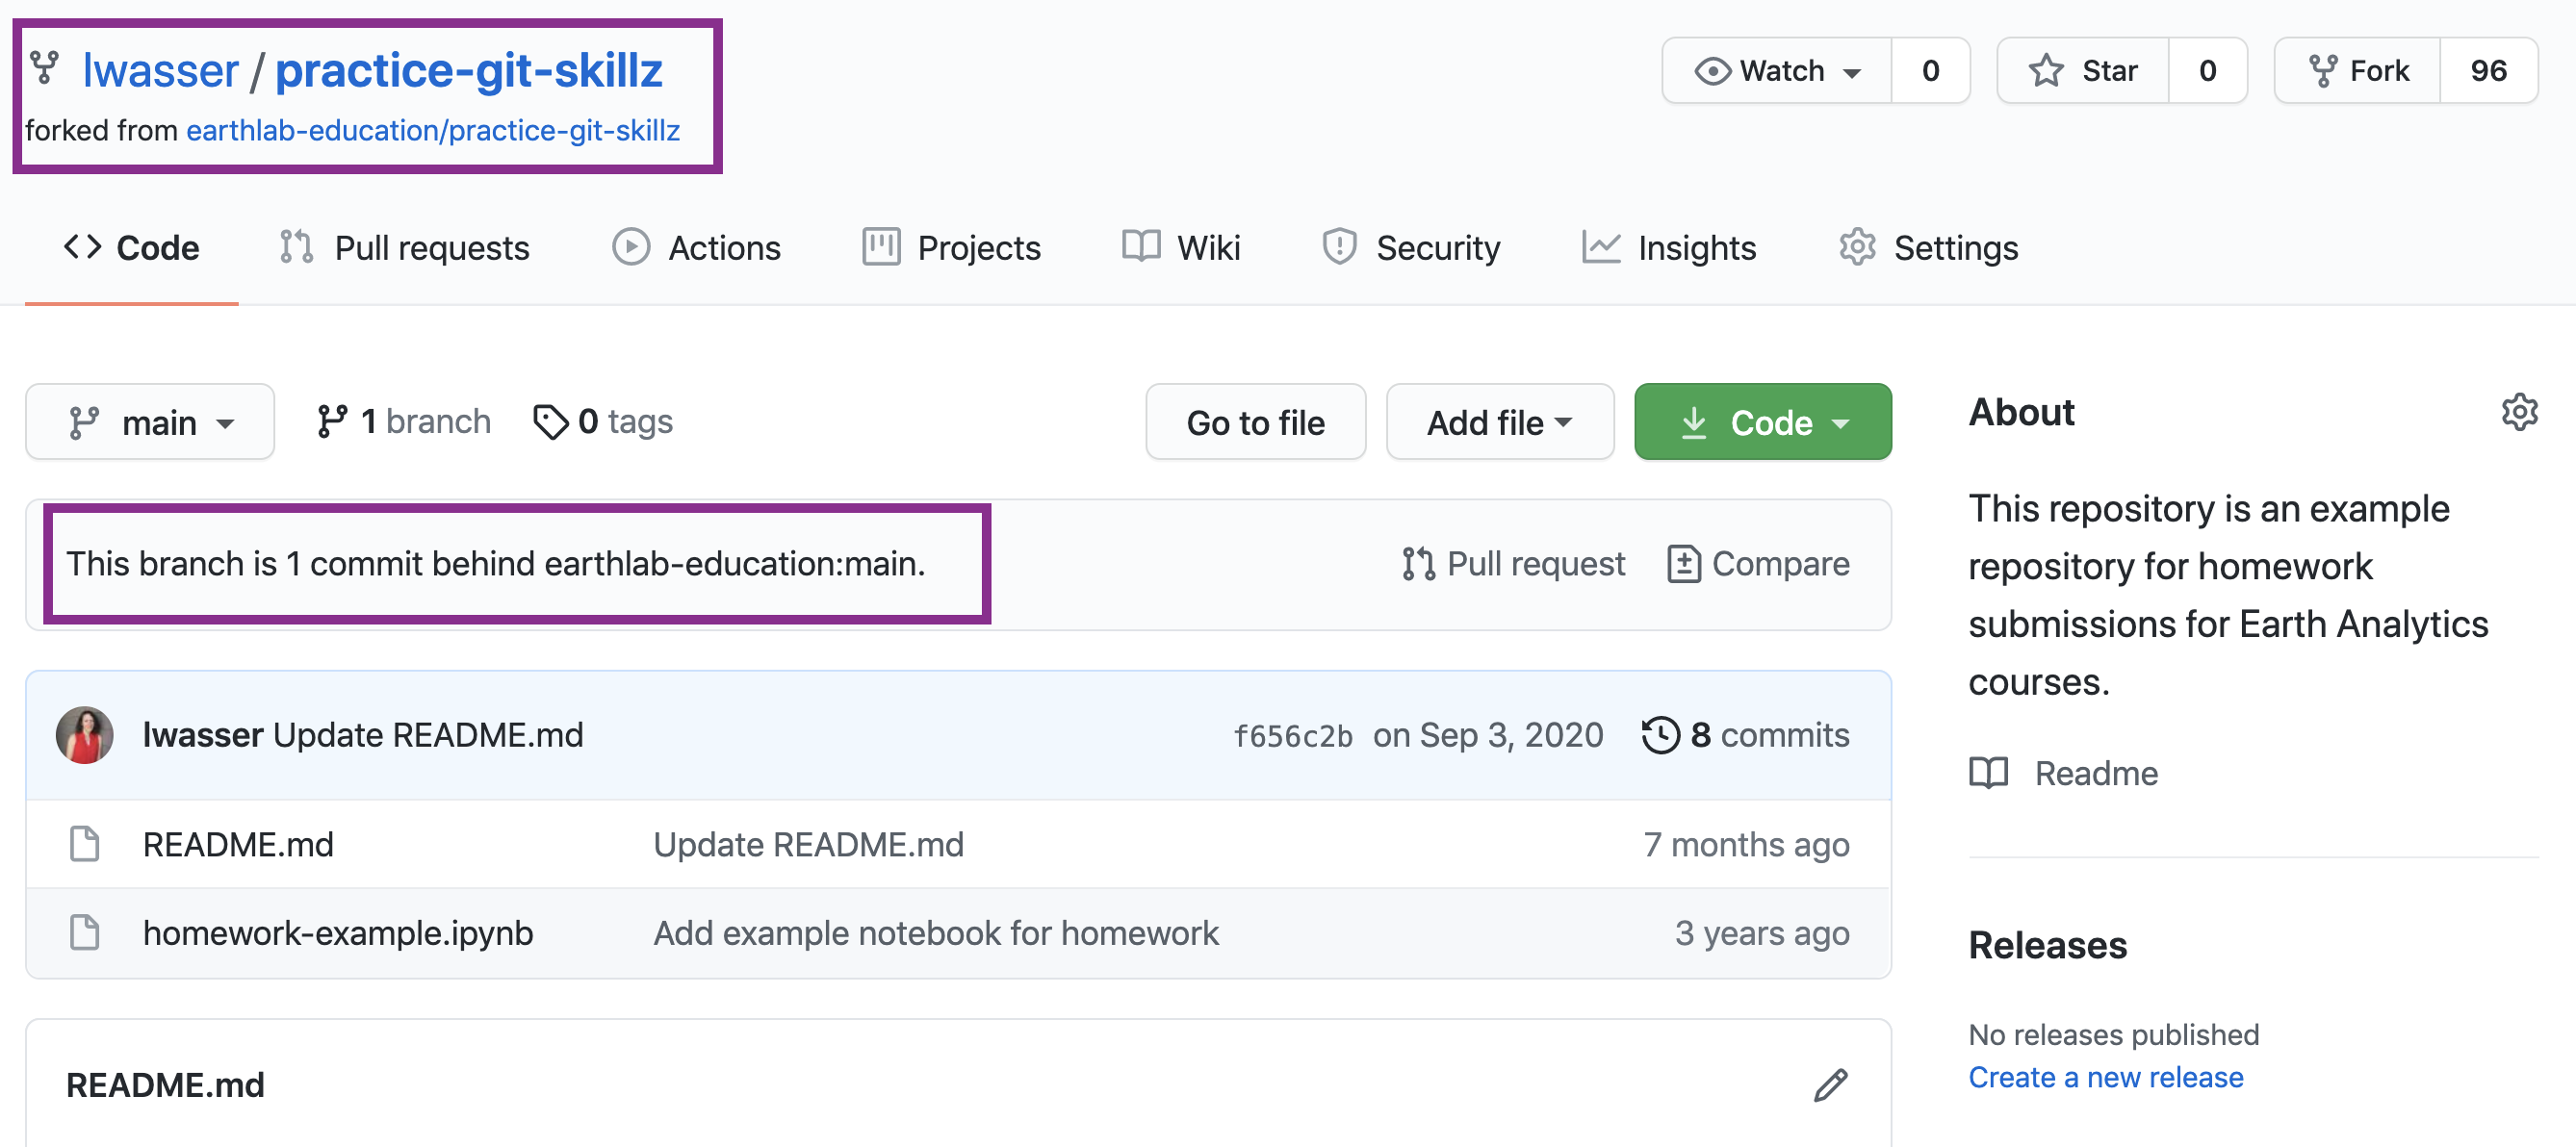 lwasser / practice-git-skillz
forked from earthlab-education/practice-git-skillz
Watch 0 Star 0 Fork 96
Code Pull requests Actions Projects Wiki Security Insights Settings
main 1 branch 0 tags Go to file Add file Code
This branch is 1 commit behind earthlab-education:main. Pull request Compare
lwasser Update README.md f656c2b on Sep 3, 2020 8 commits
README.md Update README.md 7 months ago
homework-example.ipynb Add example notebook for homework 3 years ago
README.md
About
This repository is an example
repository for homework
submissions for Earth Analytics
courses.
Readme
Releases
No releases published
Create a new release